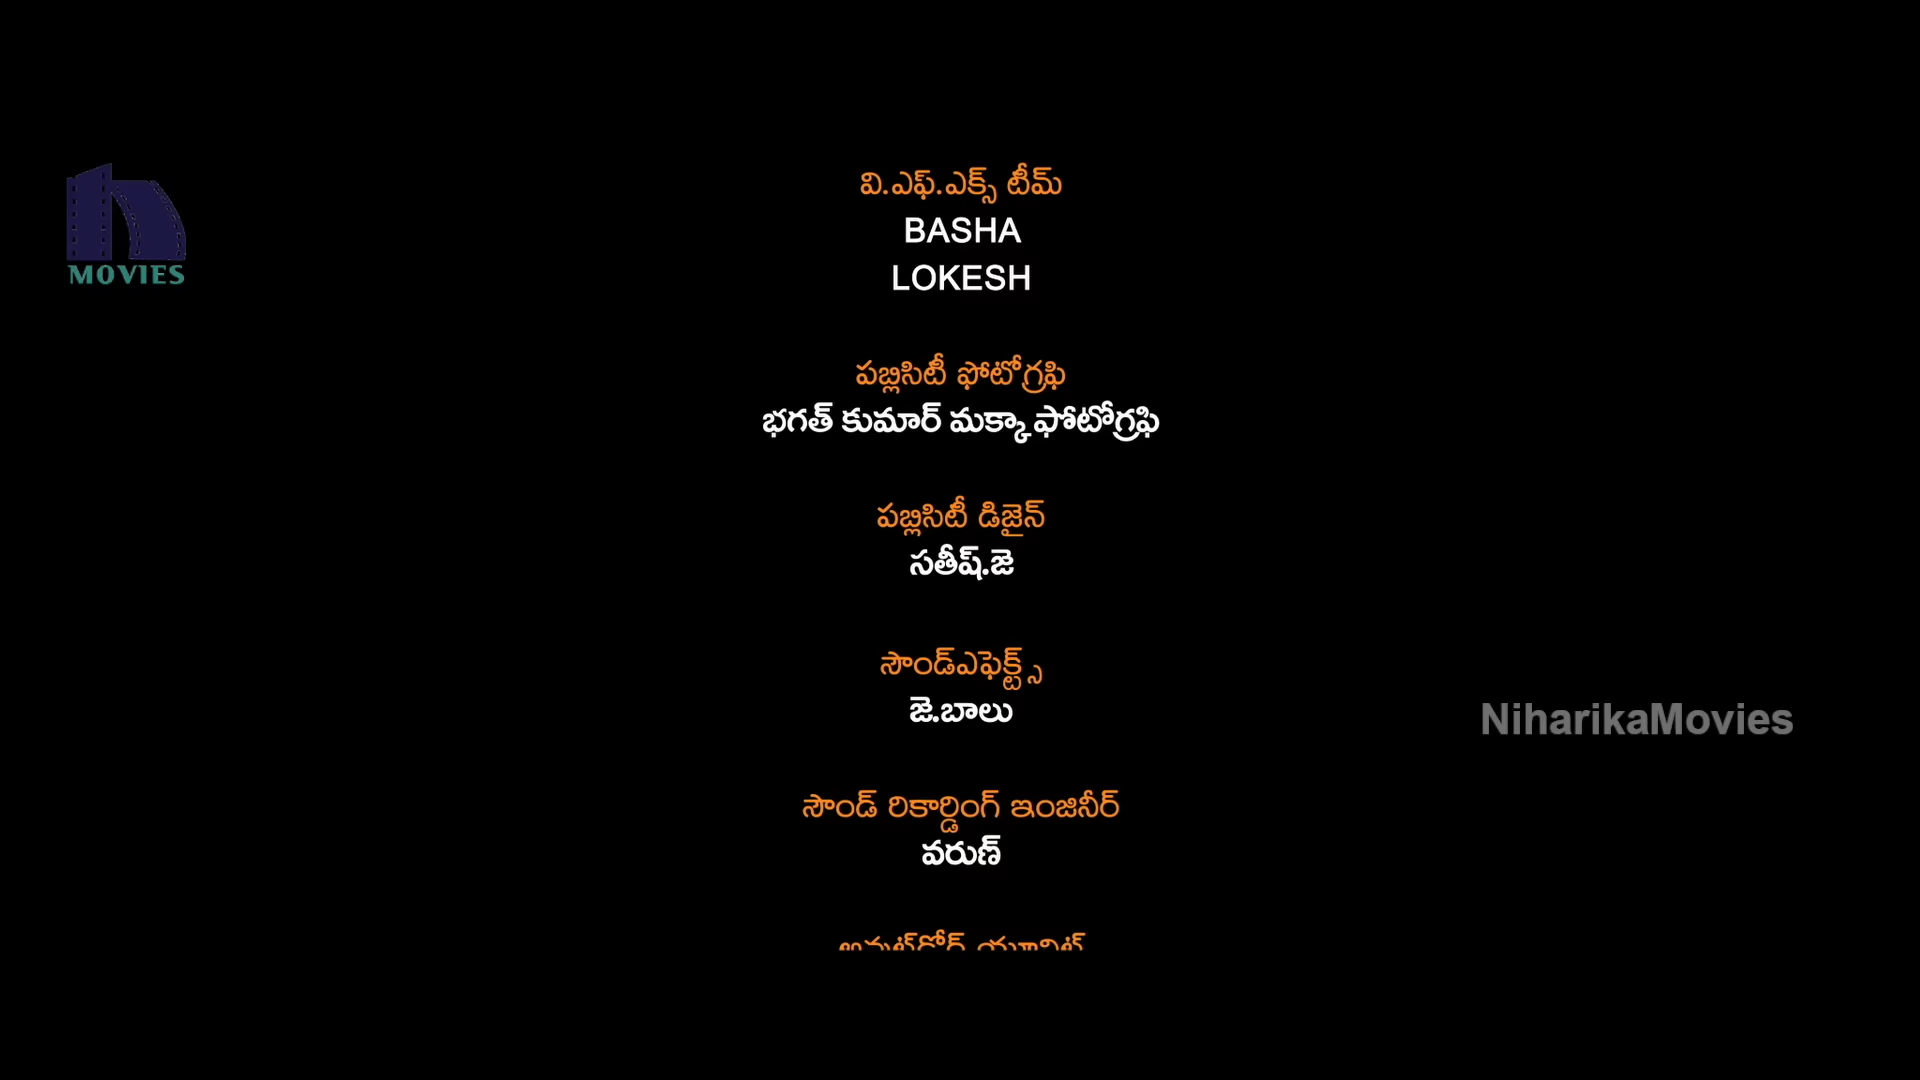 వి.ఎఫ్.ఎక్స్ టీమ్
BASHA
LOKESH
MOVIES
పబ్లిసిటీ ఫోటోగ్రఫి
భగత్ కుమార్ మక్కా ఫోటోగ్రఫి
పబ్లిసిటీ డిజైన్
సతీష్.జె
సౌండ్ఎఫెక్ట్స్
జె.బాలు
NiharikaMovies
సౌండ్ రికార్డింగ్ ఇంజినీర్
వరుణ్